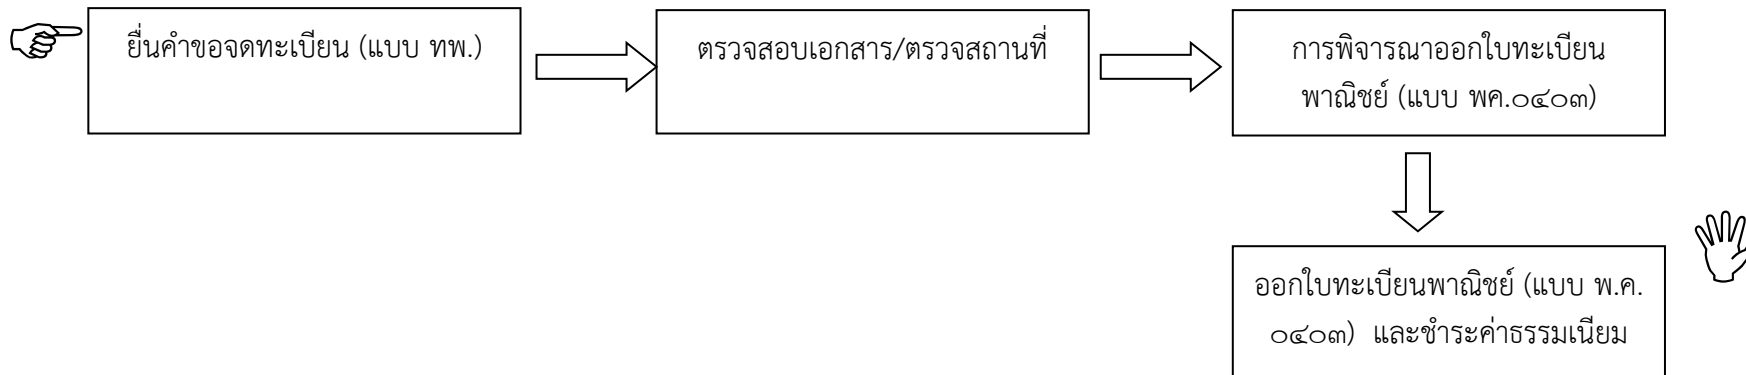 ยื่นคำขอจดทะเบียน (แบบ ทพ.)
ตรวจสอบเอกสาร/ตรวจสถานที่
การพิจารณาออกใบทะเบียน
พาณิชย์ (แบบ พค.๐๔๐๓)
ออกใบทะเบียนพาณิชย์ (แบบ พ.ค.
๐๔๐๓) และชำระค่าธรรมเนียม